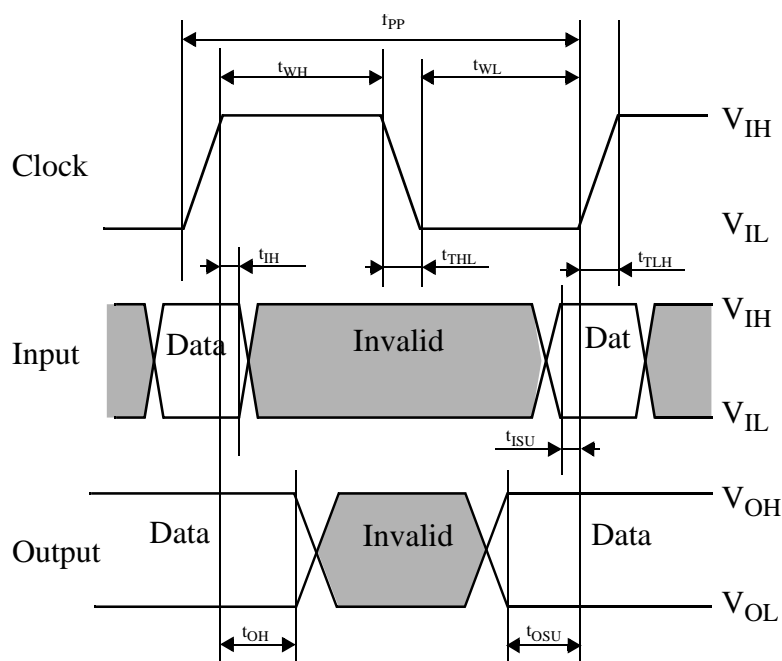 tPP
tWH
tWL
Clock
VIH
VIL
tIH
tTHL
tTLH
Input
Data
Invalid
Dat
VIH
VIL
tISU
Output
Data
Invalid
Data
VOH
VOL
tOH
tOSU